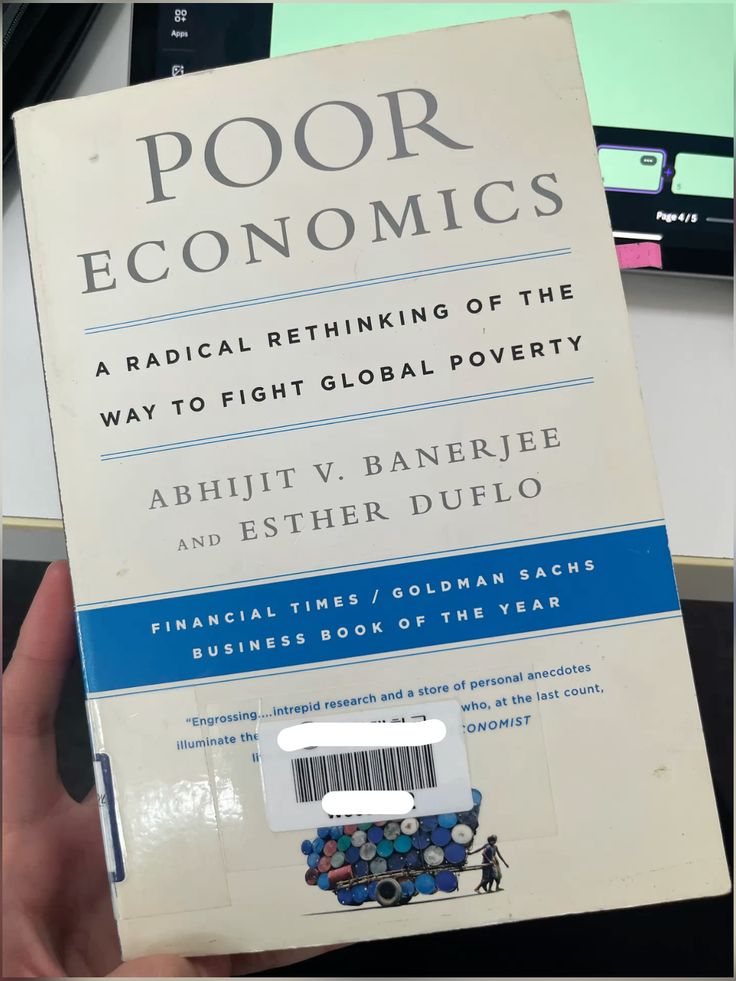 Apps
Page 4/5
POOR
ECONOMICS
A RADICAL RETHINKING OF THE
WAY TO FIGHT GLOBAL POVERTY
ABHIJIT V. BANERJEE
AND ESTHER DUFLO
FINANCIAL TIMES / GOLDMAN SACHS
BUSINESS BOOK OF THE YEAR
"Engrossing....intrepid research and a store of personal anecdotes
illuminate the who, at the last count,